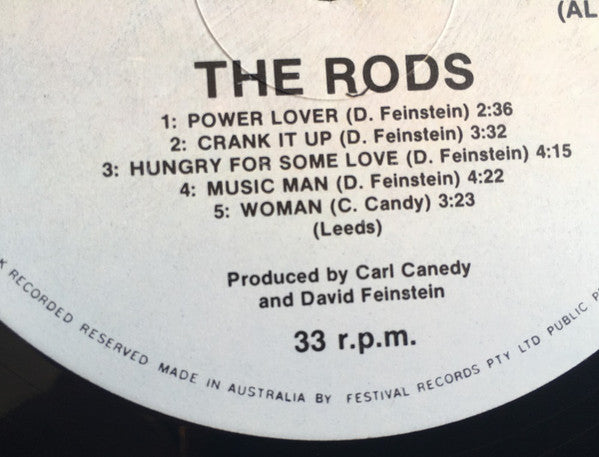 (AL
THE RODS
1: POWER LOVER (D. Feinstein) 2:36
2: CRANK IT UP (D. Feinstein) 3:32
3: HUNGRY FOR SOME LOVE (D. Feinstein) 4:15
4: MUSIC MAN (D. Feinstein) 4:22
5: WOMAN (C. Candy) 3:23
(Leeds)
Produced by Carl Canedy
and David Feinstein
33 r.p.m.
K RECORDED RESERVED MADE IN AUSTRALIA BY FESTIVAL RECORDS PTY LTD PUBLIC